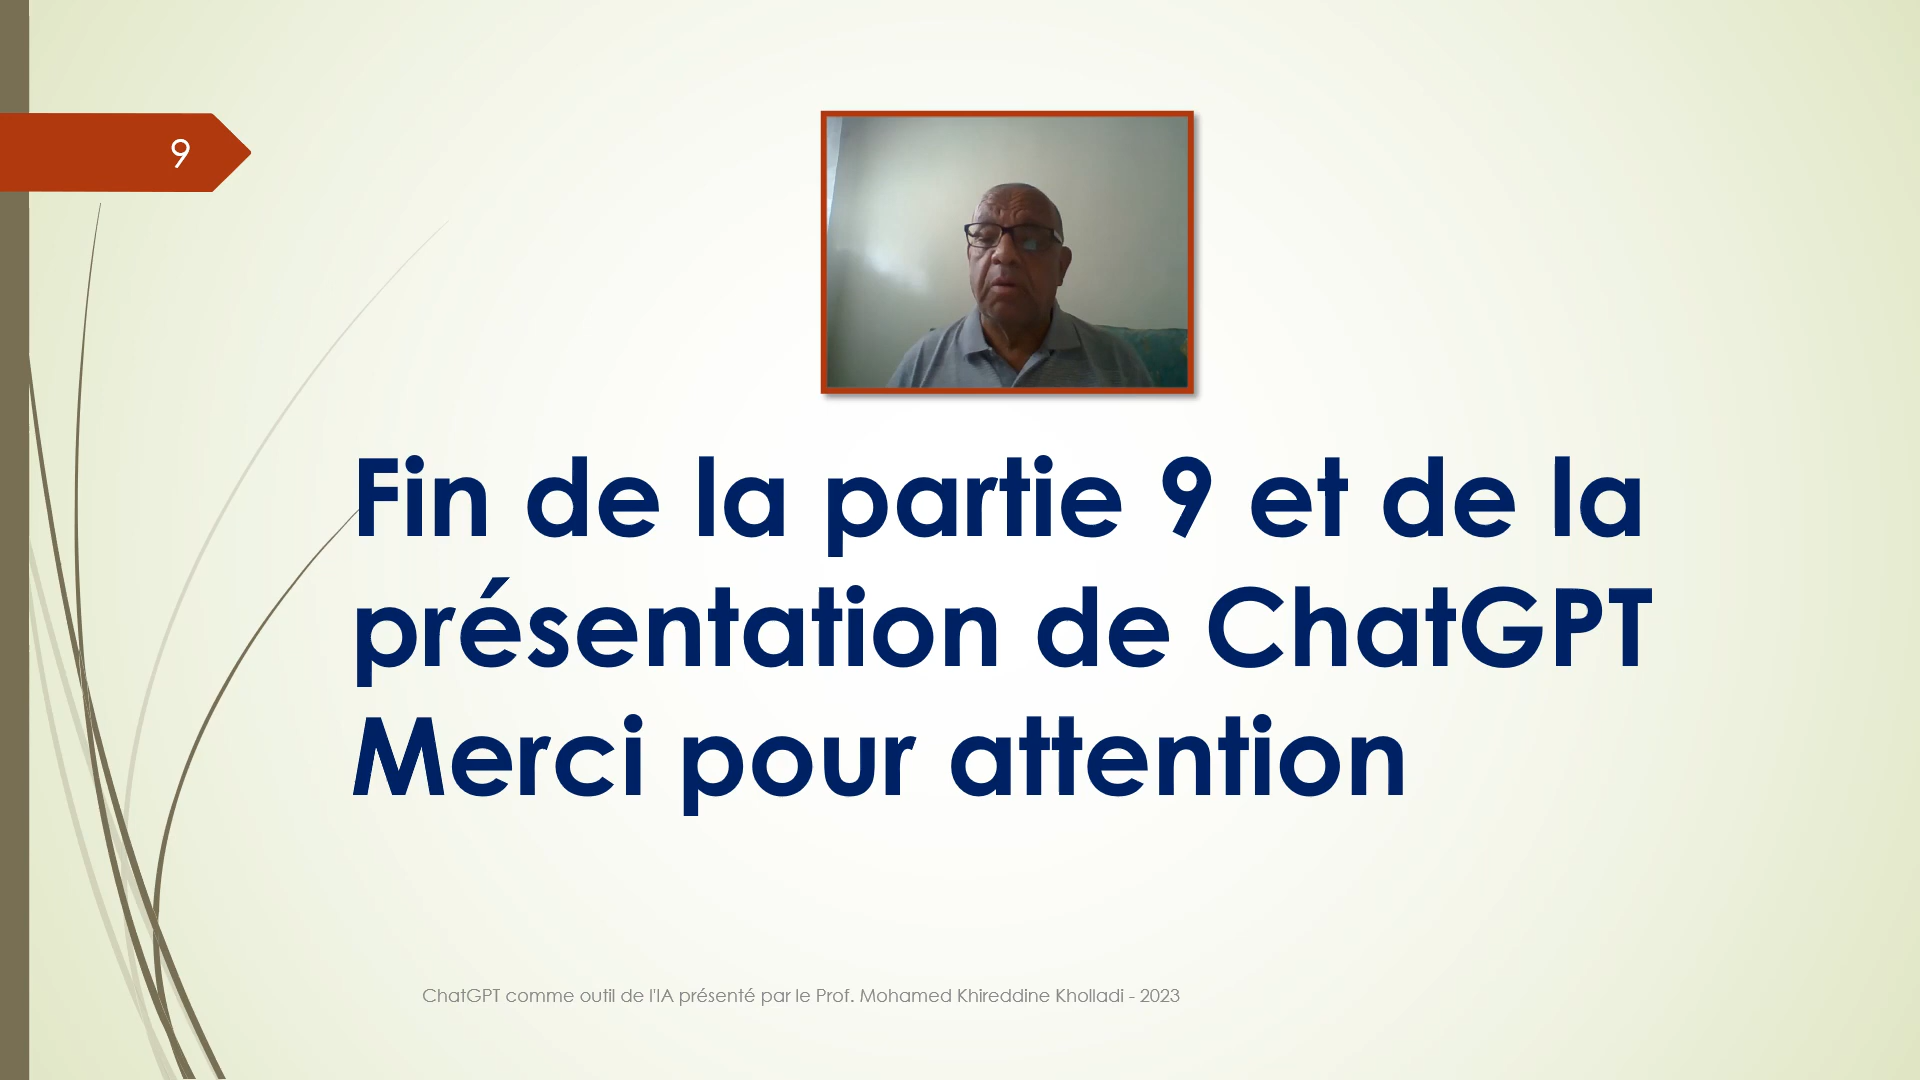 9
Fin de la partie 9 et de la
présentation de ChatGPT
Merci pour attention
ChatGPT comme outil de l'IA présenté par le Prof. Mohamed Khireddine Kholladi - 2023